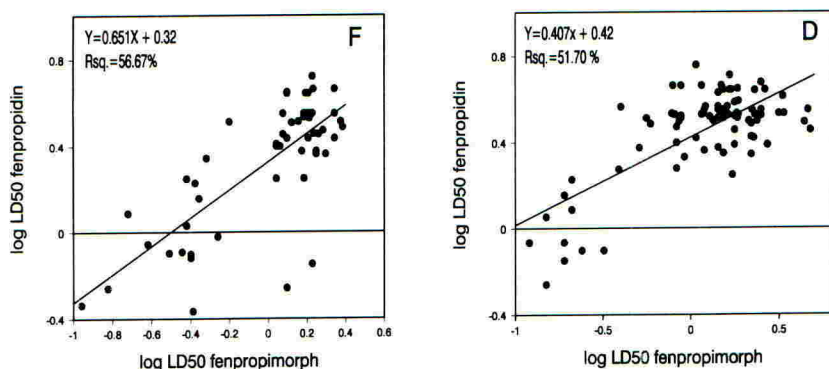 Y=0.651X + 0.32
F
Rsq.=56.67%
0.8
0.4
0
-0.4
-1 -0.8 -0.6 -0.4 -0.2 0 0.2 0.4 0.6
log LD50 fenpropidin
log LD50 fenpropimorph
Y=0.407x + 0.42
D
Rsq.=51.70 %
0.8
0.4
0
-0.4
-1 -0.5 0 0.5
log LD50 fenpropidin
log LD50 fenpropimorph